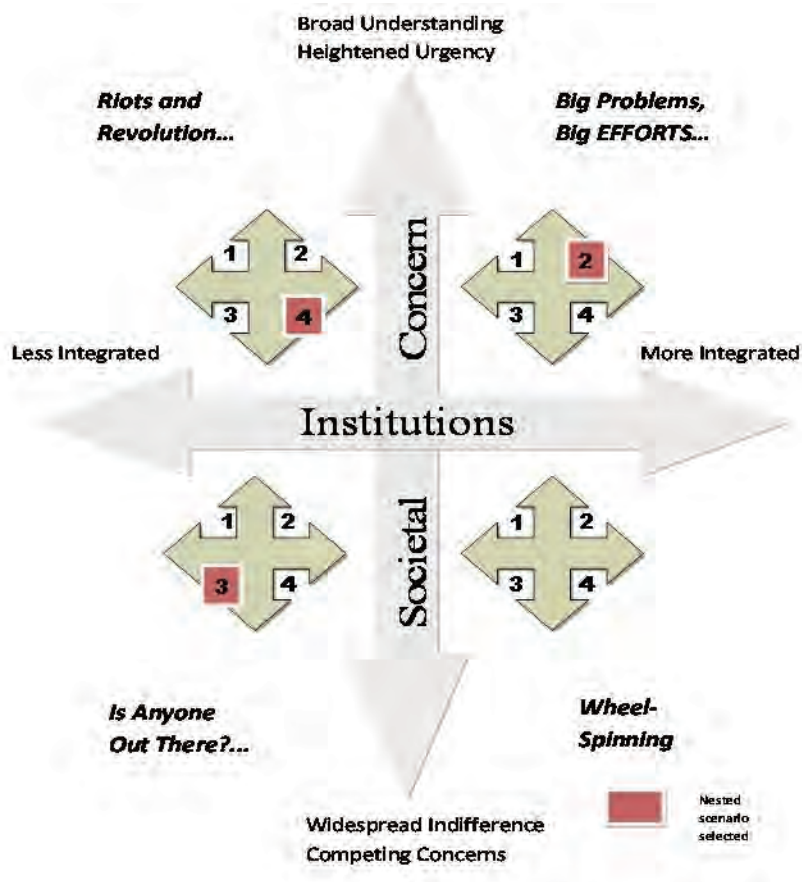 Broad Understanding
Heightened Urgency
Riots and
Revolution...
Big Problems,
Big EFFORTS...
1 2
3 4
1 2
3 4
Concern
Less Integrated
More Integrated
Institutions
1 2
3 4
1 2
3 4
Societal
Is Anyone
Out There?...
Wheel-
Spinning
Widespread Indifference
Competing Concerns
Nested
scenario
selected